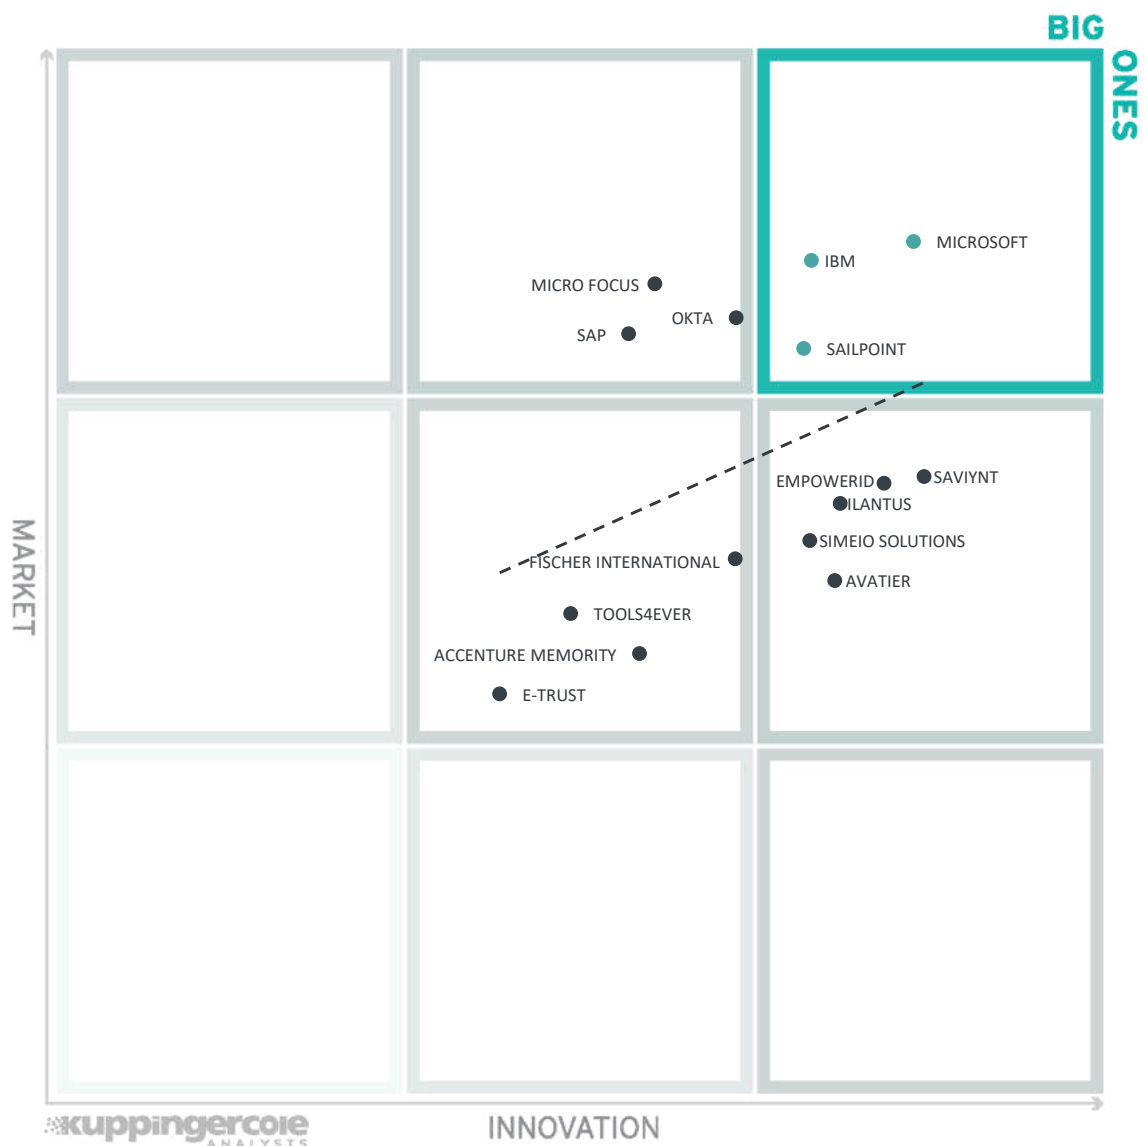 BIG
ONES
MICROSOFT
IBM
MICRO FOCUS
OKTA
SAP
SAILPOINT
EMPOWERID
SAVIYNT
ILANTUS
SIMEIO SOLUTIONS
FISCHER INTERNATIONAL
AVATIER
TOOLS4EVER
ACCENTURE MEMORITY
E-TRUST
MARKET
kuppingercole
ANALYSTS
INNOVATION